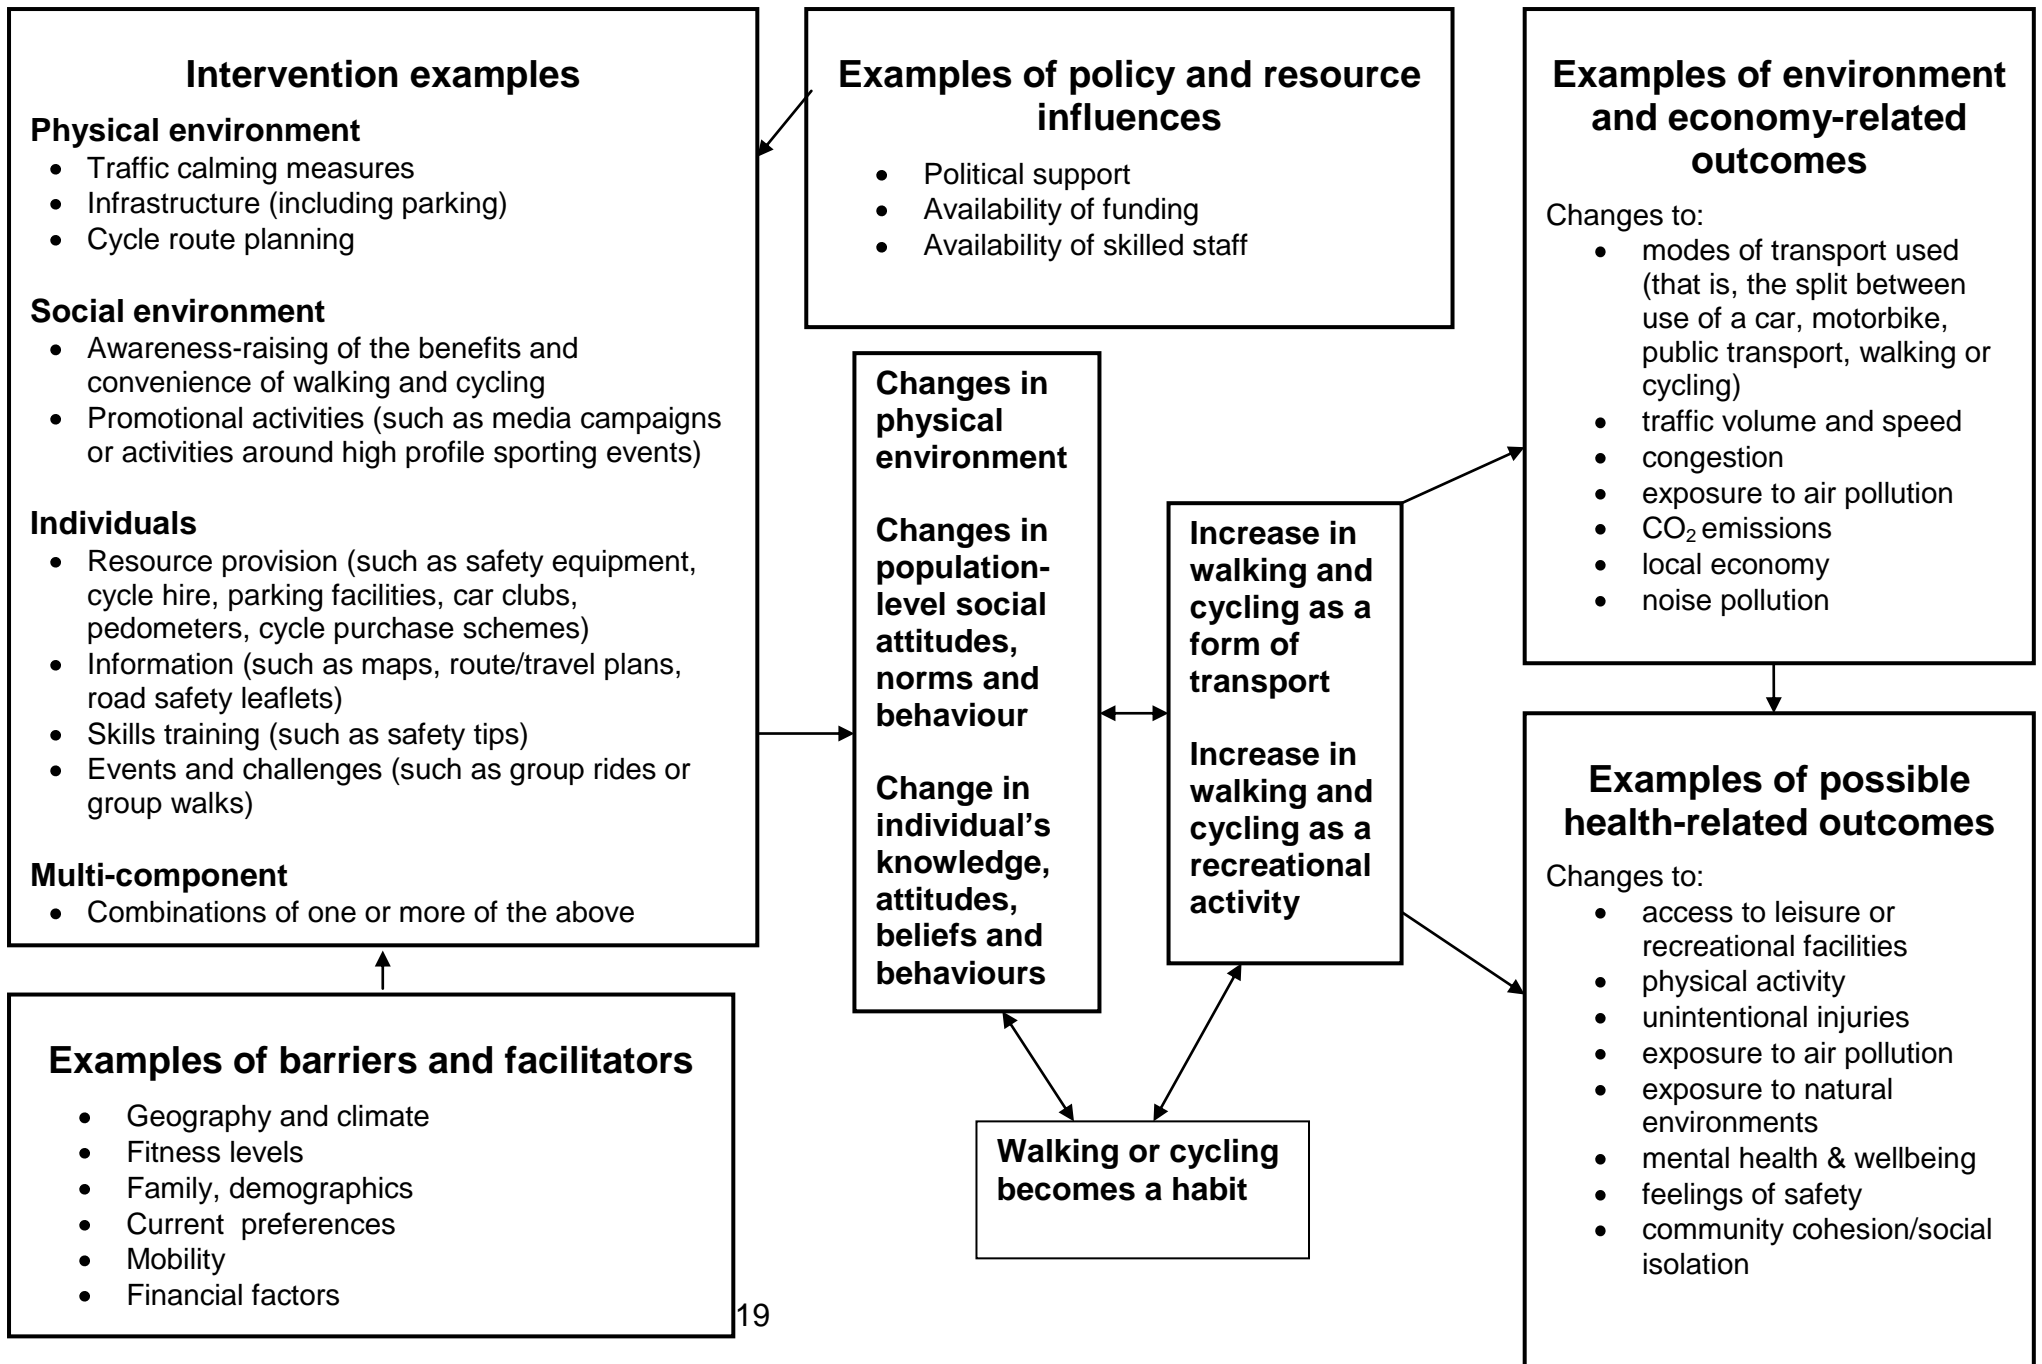 Intervention examples
Physical environment
• Traffic calming measures
• Infrastructure (including parking)
• Cycle route planning
Social environment
• Awareness-raising of the benefits and
convenience of walking and cycling
• Promotional activities (such as media campaigns
or activities around high profile sporting events)
Individuals
• Resource provision (such as safety equipment,
cycle hire, parking facilities, car clubs,
pedometers, cycle purchase schemes)
• Information (such as maps, route/travel plans,
road safety leaflets)
• Skills training (such as safety tips)
• Events and challenges (such as group rides or
group walks)
Multi-component
• Combinations of one or more of the above
Examples of barriers and facilitators
• Geography and climate
• Fitness levels
• Family, demographics
• Current  preferences
• Mobility
• Financial factors
Examples of policy and resource
influences
• Political support
• Availability of funding
• Availability of skilled staff
Changes in
physical
environment
Changes in
population-
level social
attitudes,
norms and
behaviour
Change in
individual’s
knowledge,
attitudes,
beliefs and
behaviours
Increase in
walking and
cycling as a
form of
transport
Increase in
walking and
cycling as a
recreational
activity
Walking or cycling
becomes a habit
Examples of environment
and economy-related
outcomes
Changes to:
• modes of transport used
(that is, the split between
use of a car, motorbike,
public transport, walking or
cycling)
• traffic volume and speed
• congestion
• exposure to air pollution
• CO₂ emissions
• local economy
• noise pollution
Examples of possible
health-related outcomes
Changes to:
• access to leisure or
recreational facilities
• physical activity
• unintentional injuries
• exposure to air pollution
• exposure to natural
environments
• mental health & wellbeing
• feelings of safety
• community cohesion/social
isolation
19